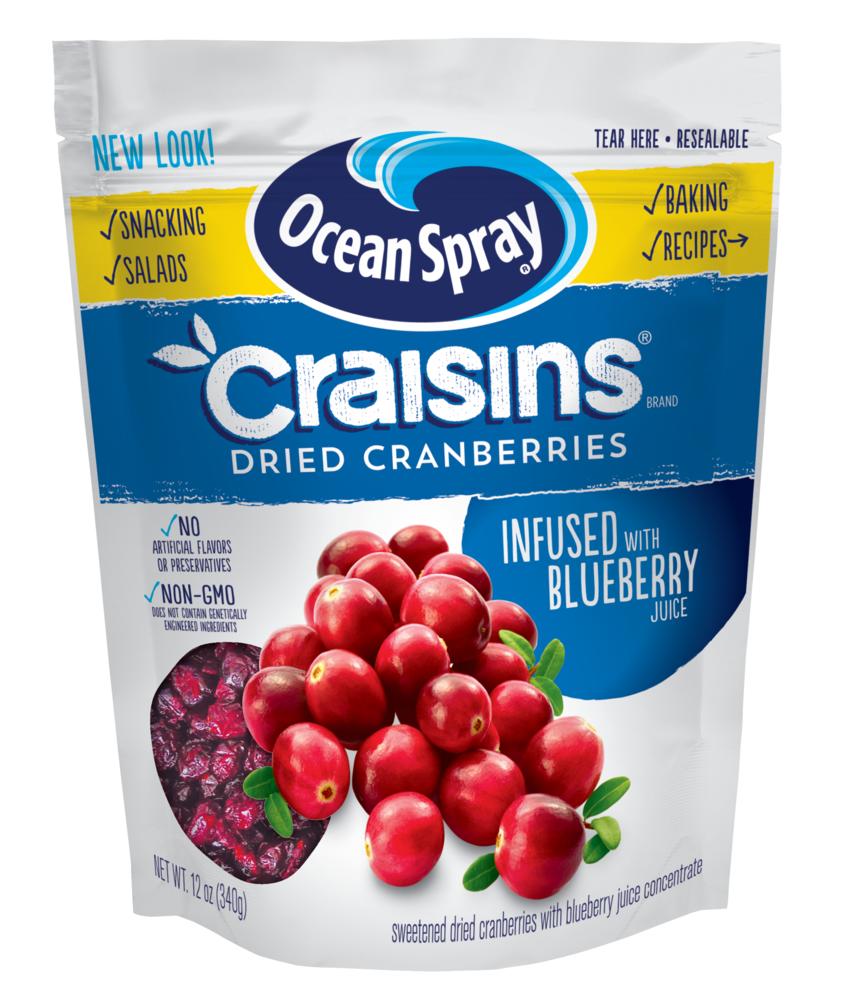 NEW LOOK!
TEAR HERE • RESEALABLE
✓SNACKING
✓SALADS
✓BAKING
✓RECIPES→
Ocean Spray®
craisins®
BRAND
DRIED CRANBERRIES
✓NO
ARTIFICIAL FLAVORS
OR PRESERVATIVES
✓NON-GMO
DOES NOT CONTAIN GENETICALLY
ENGINEERED INGREDIENTS
INFUSED WITH
BLUEBERRY
JUICE
NET WT. 12 oz (340g)
sweetened dried cranberries with blueberry juice concentrate